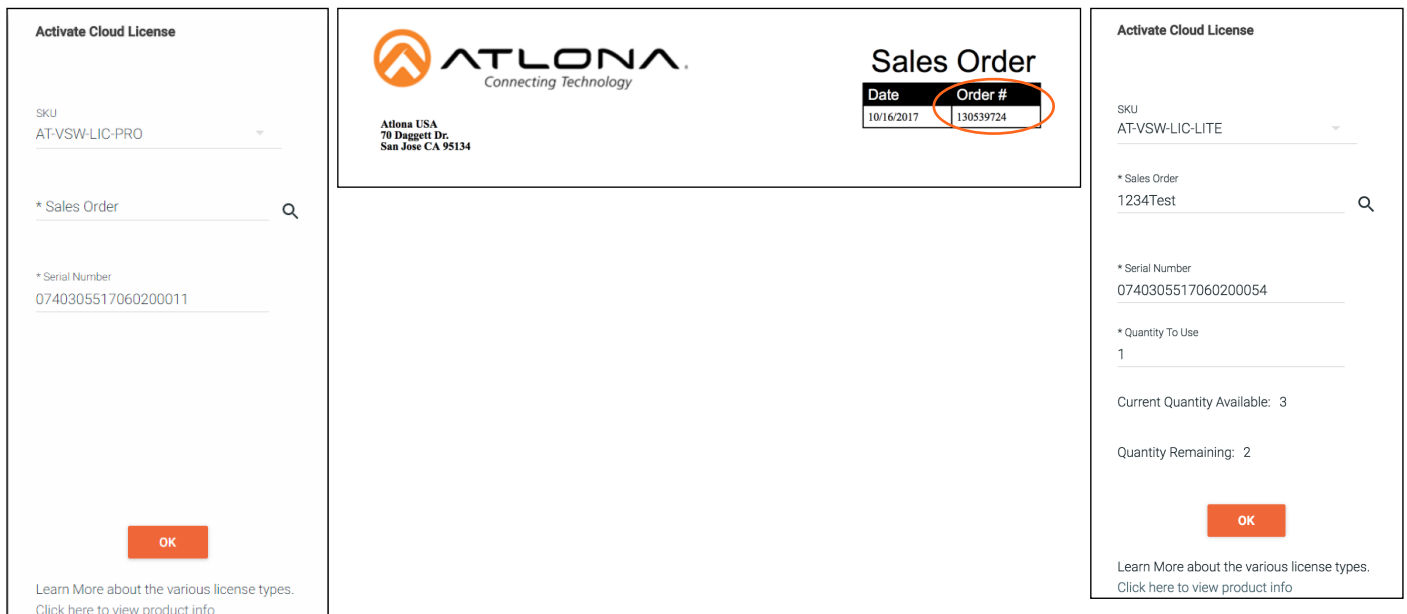 Activate Cloud License
SKU
AT-VSW-LIC-PRO
* Sales Order
* Serial Number
0740305517060200011
OK
Learn More about the various license types.
Click here to view product info
ATLONA.
Connecting Technology
Atlona USA
70 Daggett Dr.
San Jose CA 95134
Sales Order
Date Order #
10/16/2017 130539724
Activate Cloud License
SKU
AT-VSW-LIC-LITE
* Sales Order
1234Test
* Serial Number
0740305517060200054
* Quantity To Use
1
Current Quantity Available: 3
Quantity Remaining: 2
OK
Learn More about the various license types.
Click here to view product info